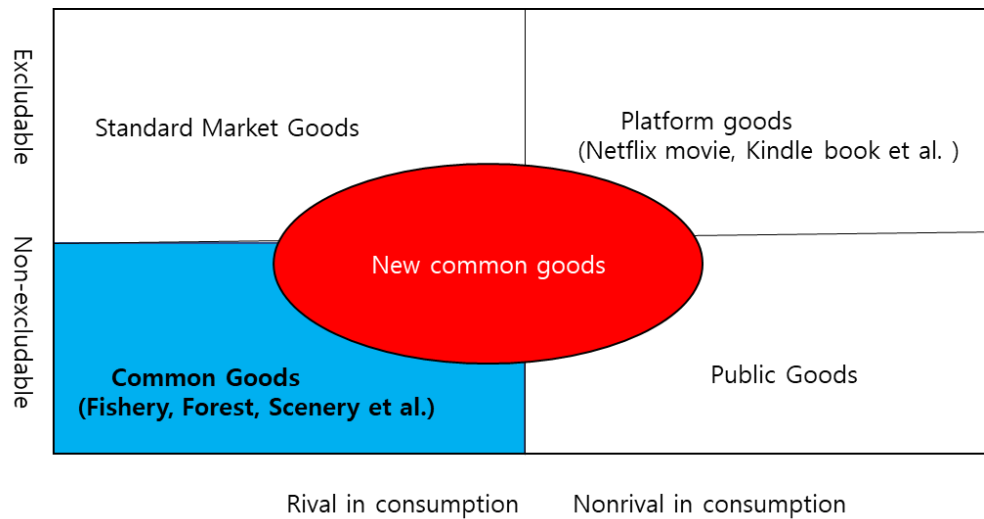 Excludable
Standard Market Goods
Platform goods
(Netflix movie, Kindle book et al. )
New common goods
Non-excludable
Common Goods
(Fishery, Forest, Scenery et al.)
Public Goods
Rival in consumption
Nonrival in consumption